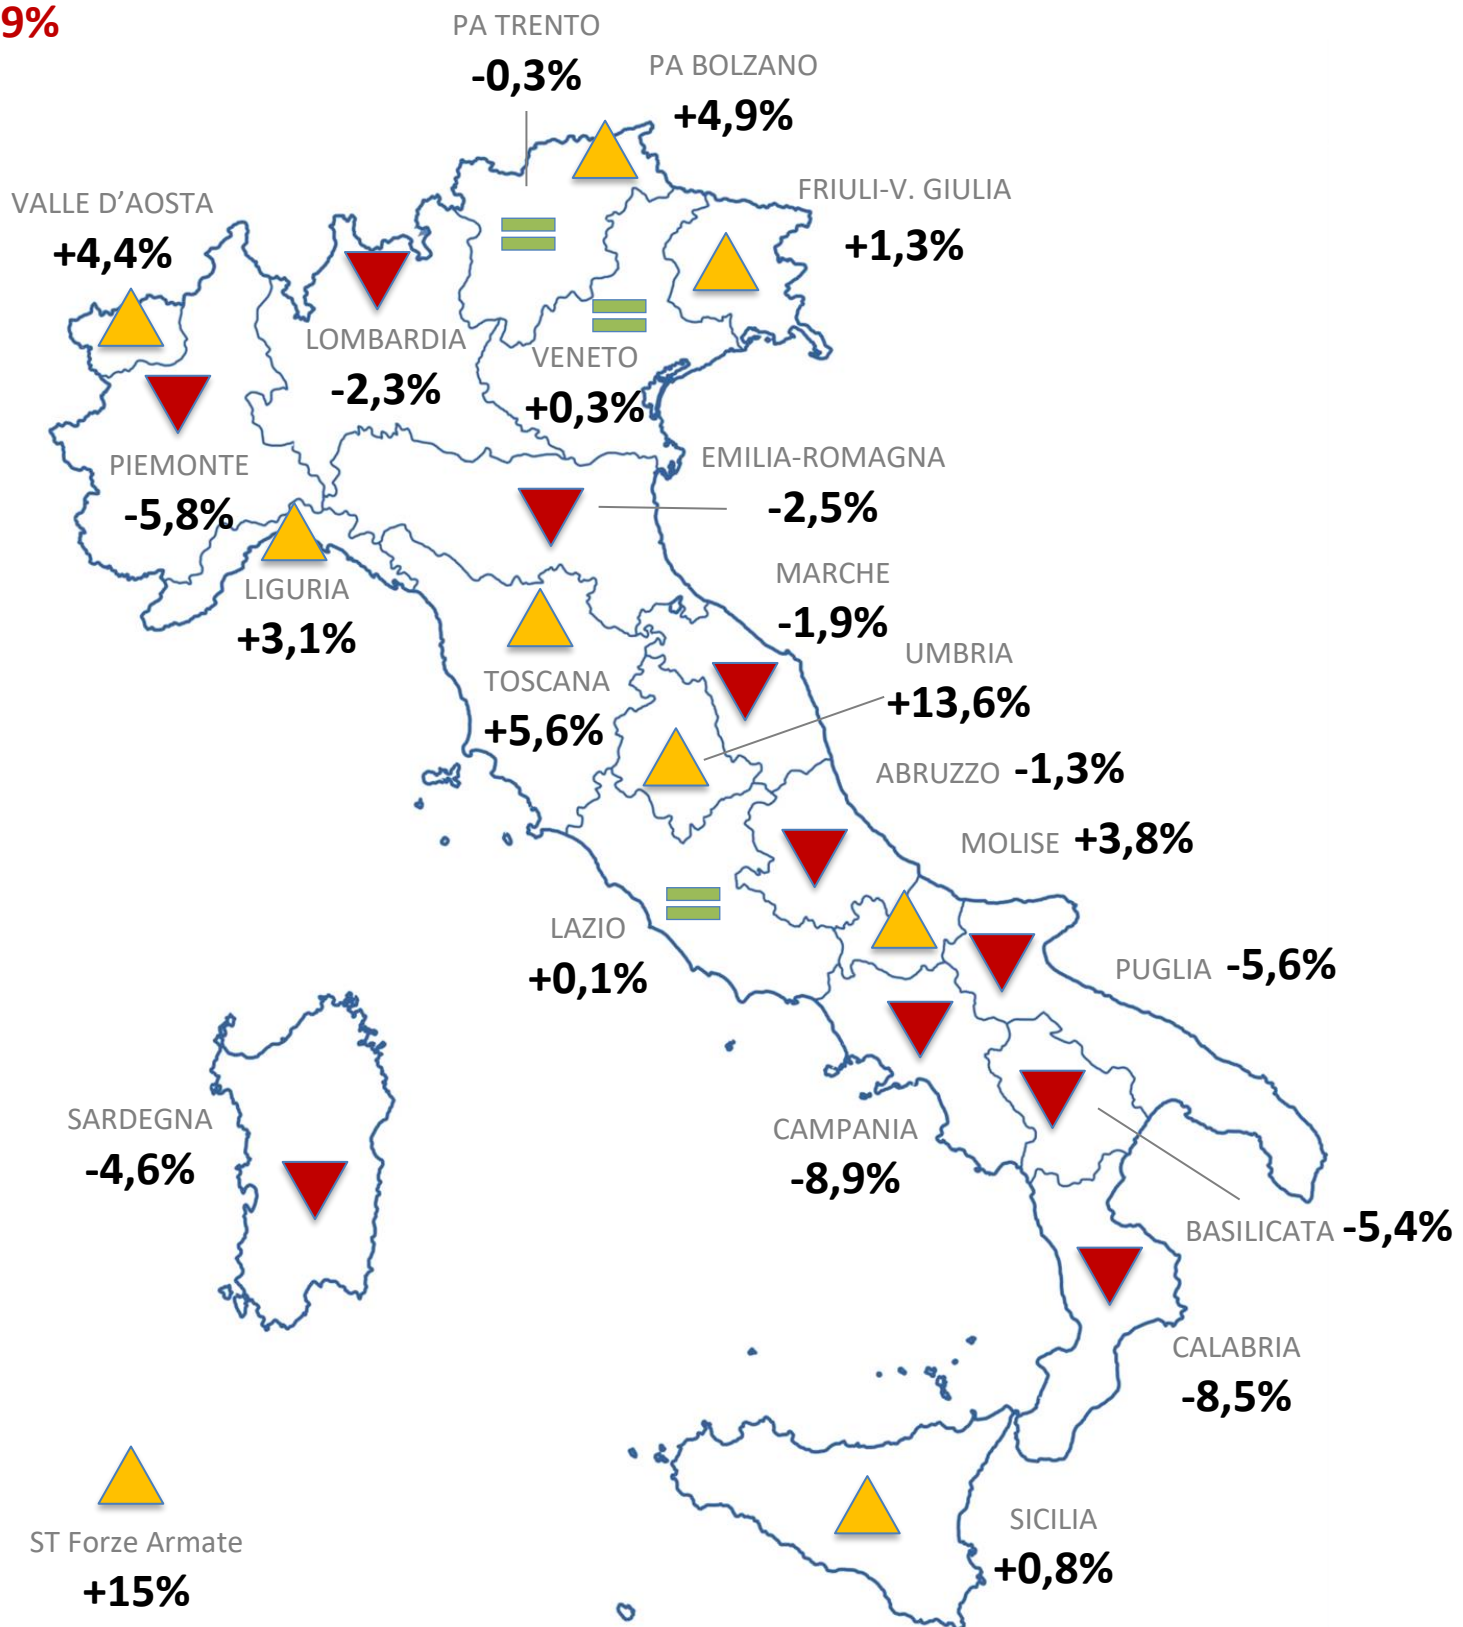 9%
PA TRENTO
-0,3%
PA BOLZANO
+4,9%
VALLE D’AOSTA
+4,4%
FRIULI-V. GIULIA
+1,3%
LOMBARDIA
-2,3%
VENETO
+0,3%
PIEMONTE
-5,8%
EMILIA-ROMAGNA
-2,5%
LIGURIA
+3,1%
MARCHE
-1,9%
TOSCANA
+5,6%
UMBRIA
+13,6%
ABRUZZO -1,3%
MOLISE +3,8%
LAZIO
+0,1%
PUGLIA -5,6%
SARDEGNA
-4,6%
CAMPANIA
-8,9%
BASILICATA -5,4%
CALABRIA
-8,5%
ST Forze Armate
+15%
SICILIA
+0,8%